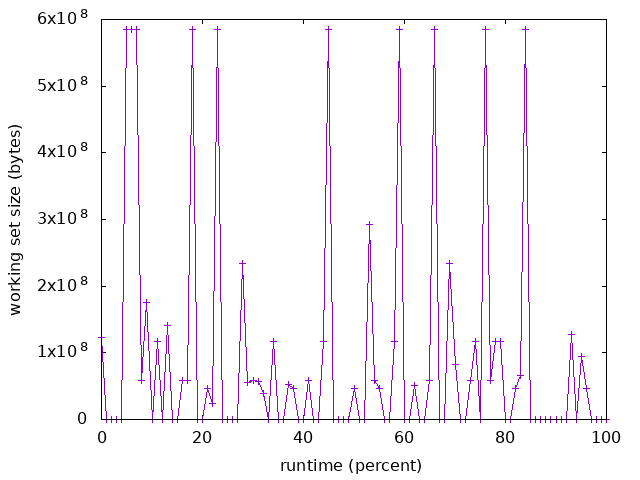 6x10⁸
5x10⁸
4x10⁸
3x10⁸
2x10⁸
1x10⁸
0
working set size (bytes)
0 20 40 60 80 100
runtime (percent)